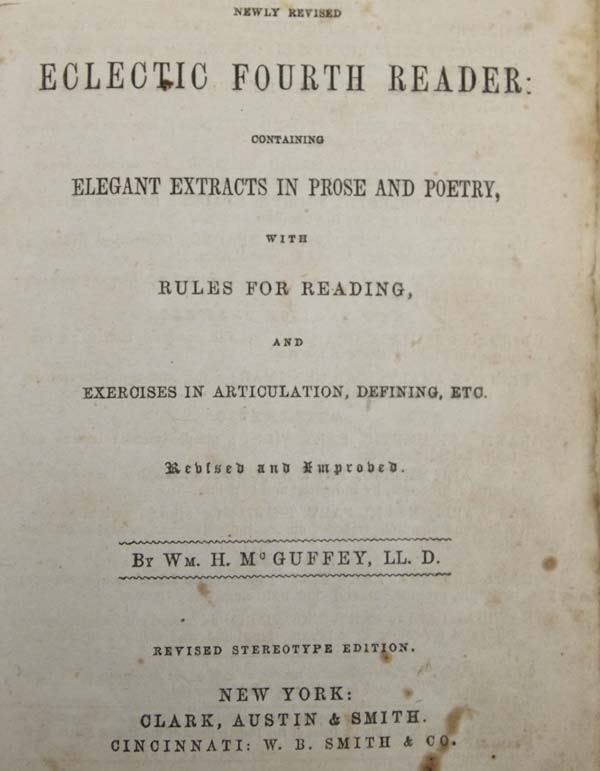 NEWLY REVISED
ECLECTIC FOURTH READER:
CONTAINING
ELEGANT EXTRACTS IN PROSE AND POETRY,
WITH
RULES FOR READING,
AND
EXERCISES IN ARTICULATION, DEFINING, ETC.
Revised and Improved.
BY WM. H. MᶜGUFFEY, LL. D.
REVISED STEREOTYPE EDITION.
NEW YORK:
CLARK, AUSTIN & SMITH.
CINCINNATI: W. B. SMITH & CO.